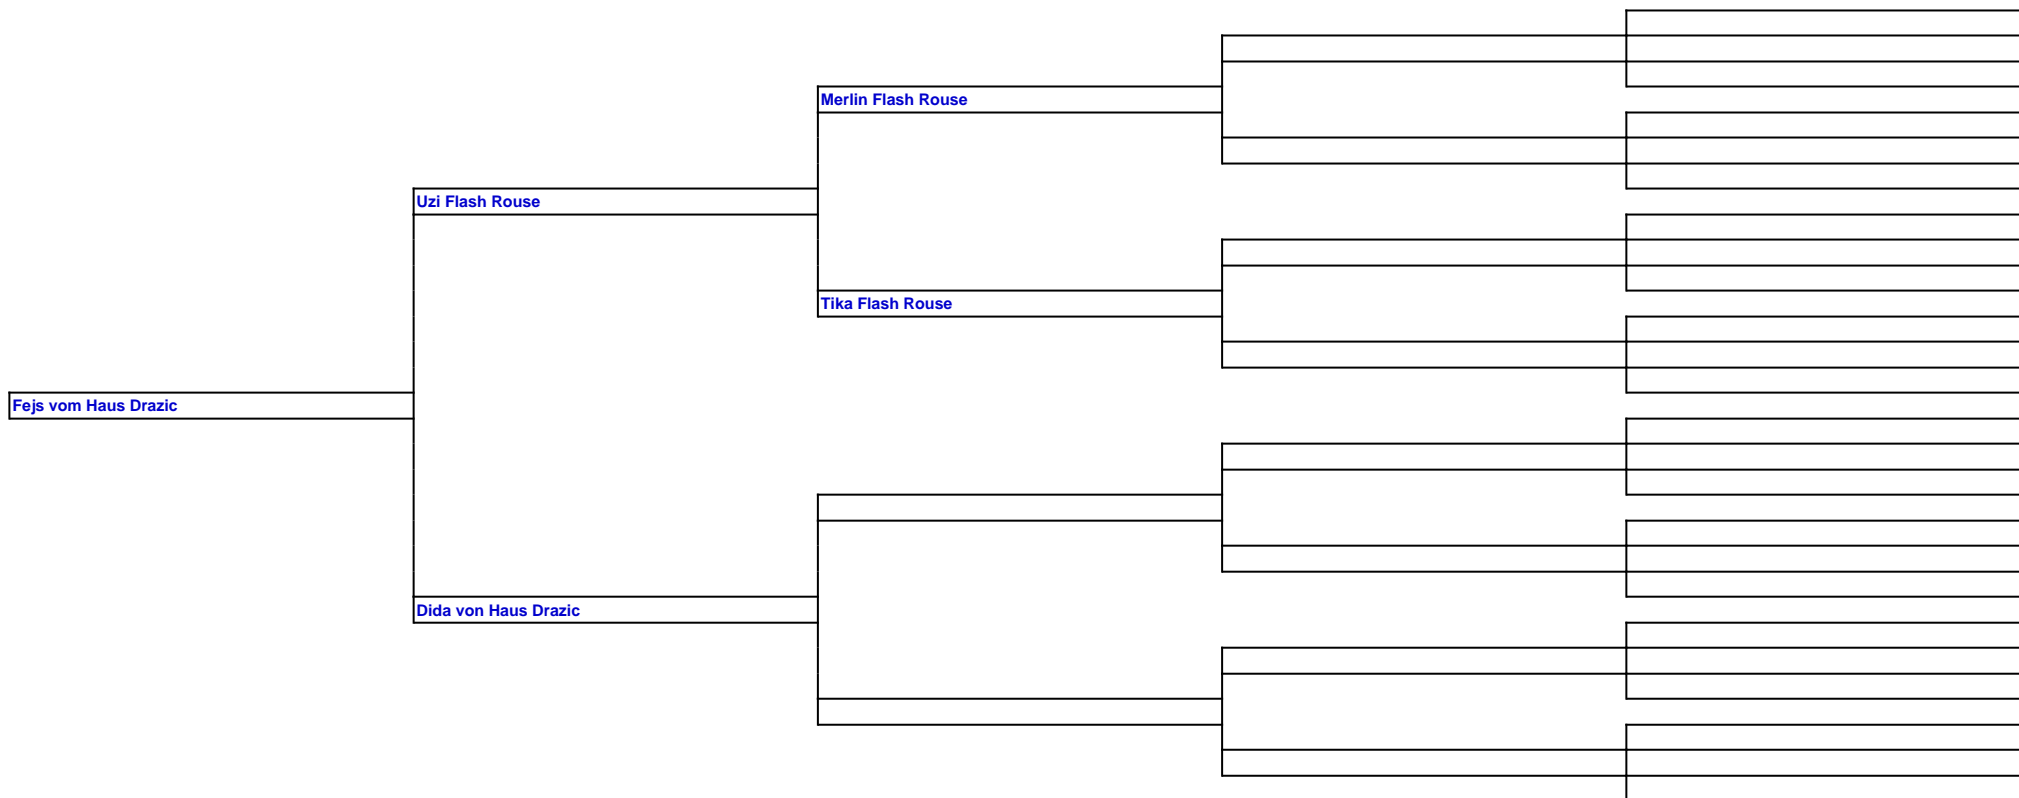 Merlin Flash Rouse
Uzi Flash Rouse
Tika Flash Rouse
Fejs vom Haus Drazic
Dida von Haus Drazic